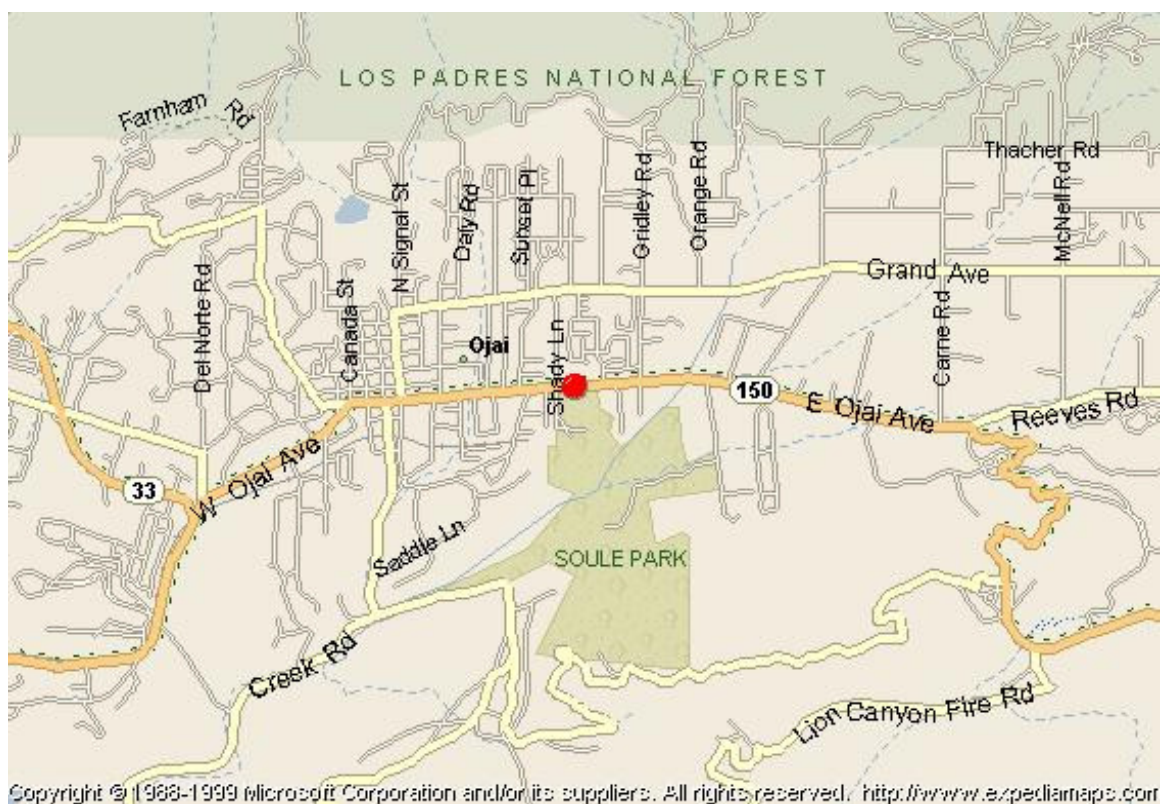 LOS PADRES NATIONAL FOREST
Farnham Rd
Thacher Rd
Gridley Rd
Orange Rd
McNell Rd
N Signal St
Daly Rd
Sunset Pl
Del Norte Rd
Canada St
Grand Ave
Carne Rd
Ojai
Shady Ln
150
E Ojai Ave
Reeves Rd
33
W Ojai Ave
Saddle Ln
SOULE PARK
Creek Rd
Lion Canyon Fire Rd
Copyright © 1988-1999 Microsoft Corporation and/or its suppliers. All rights reserved. http://www.expediamaps.com